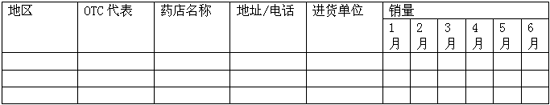 地区 OTC 代表 药店名称 地址/电话 进货单位 销量
1月 2月 3月 4月 5月 6月